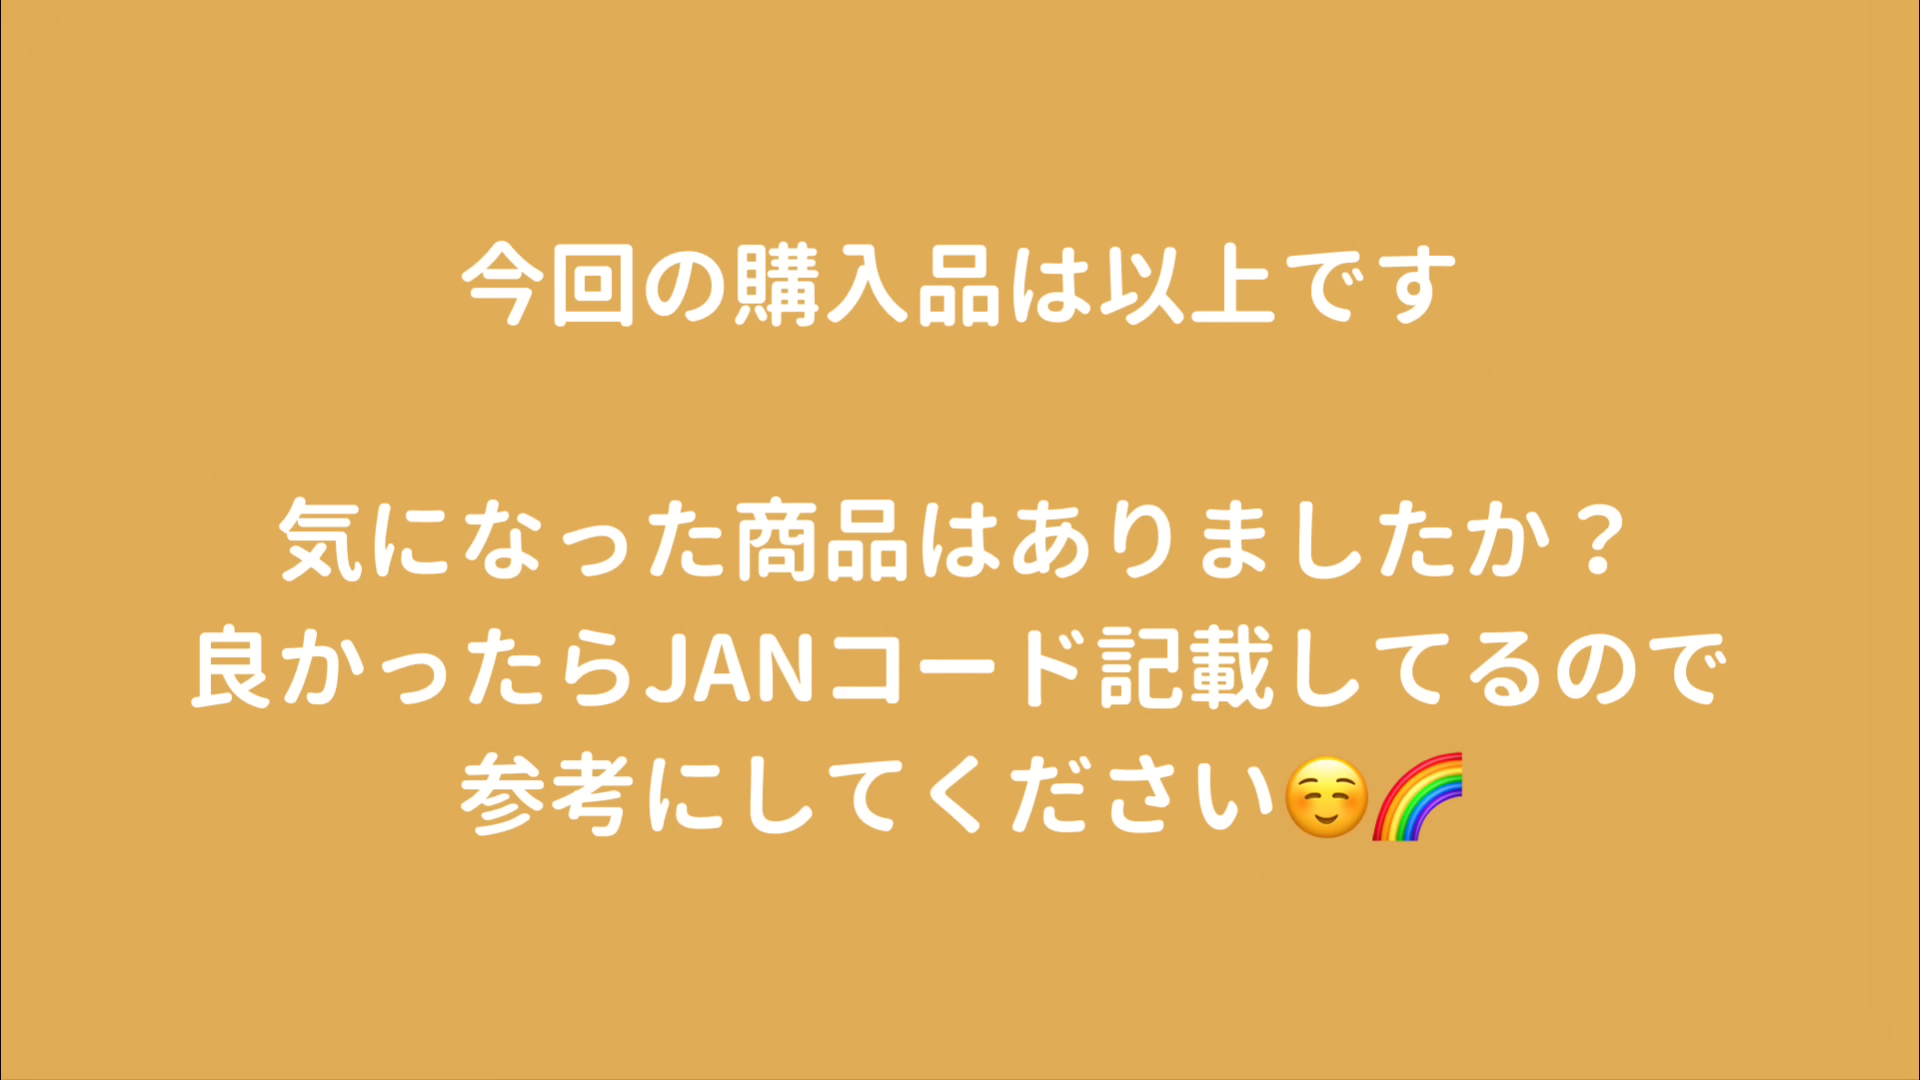 今回の購入品は以上です
気になった商品はありましたか？
良かったらJANコード記載してるので
参考にしてください☺️🌈